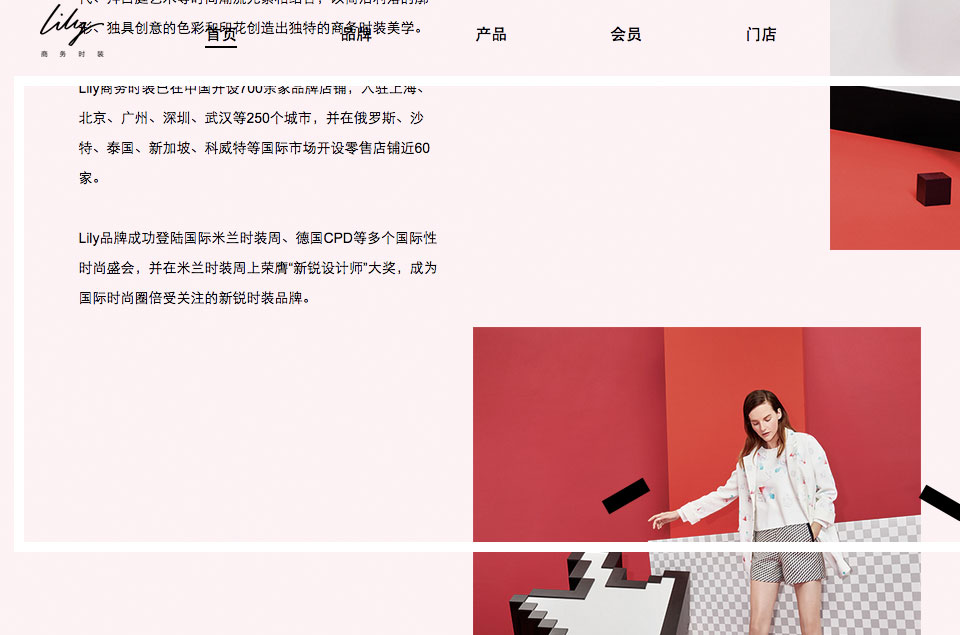 Lily
商务时装
首页
品牌
产品
会员
门店
、独具创意的色彩和印花创造出独特的商务时装美学。
Lily商务时装已在中国开设700余家品牌店铺，入驻上海、
北京、广州、深圳、武汉等250个城市，并在俄罗斯、沙
特、泰国、新加坡、科威特等国际市场开设零售店铺近60
家。
Lily品牌成功登陆国际米兰时装周、德国CPD等多个国际性
时尚盛会，并在米兰时装周上荣膺“新锐设计师”大奖，成为
国际时尚圈倍受关注的新锐时装品牌。